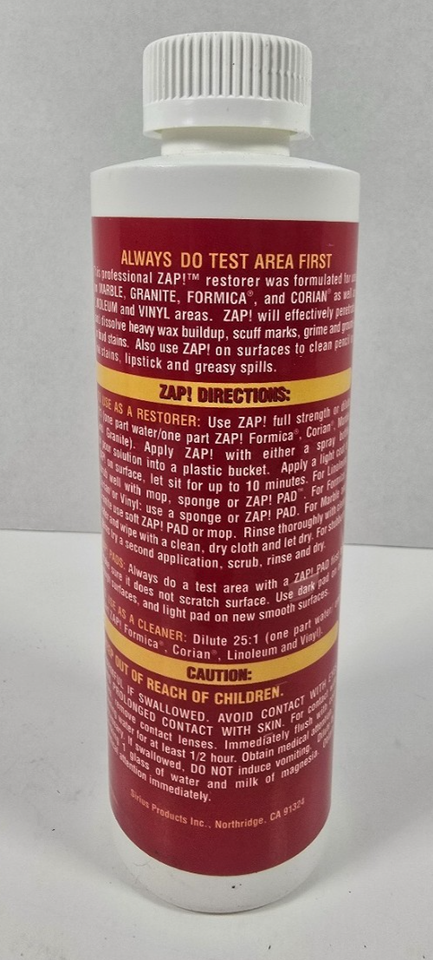 ALWAYS DO TEST AREA FIRST
professional ZAP!™ restorer was formulated for
MARBLE, GRANITE, FORMICA®, and CORIAN® as
and VINYL areas. ZAP! will effectively
dissolve heavy wax buildup, scuff marks, grime and
stains. Also use ZAP! on surfaces to clean
stains, lipstick and greasy spills.
ZAP! DIRECTIONS:
USE AS A RESTORER: Use ZAP! full strength or
(one part water/one part ZAP! Formica®, Corian®,
Granite). Apply ZAP! with either a spray
solution into a plastic bucket. Apply a light
on surface, let sit for up to 10 minutes. For
well with mop, sponge or ZAP! PAD™. For
or Vinyl: use a sponge or ZAP! PAD. For Marble
use soft ZAP! PAD or mop. Rinse thoroughly with
and wipe with a clean, dry cloth and let dry. For
try a second application, scrub, rinse and dry.
PADS: Always do a test area with a ZAP! PAD
sure it does not scratch surface. Use dark pad on
surfaces, and light pad on new smooth surfaces.
AS A CLEANER: Dilute 25:1 (one part
ZAP! Formica®, Corian®, Linoleum and Vinyl).
CAUTION:
OUT OF REACH OF CHILDREN.
IF SWALLOWED. AVOID CONTACT WITH
PROLONGED CONTACT WITH SKIN. For
remove contact lenses. Immediately flush with
water for at least 1/2 hour. Obtain medical
If swallowed, DO NOT induce vomiting.
1 glass of water and milk of magnesia.
attention immediately.
Sirius Products Inc., Northridge, CA 91324